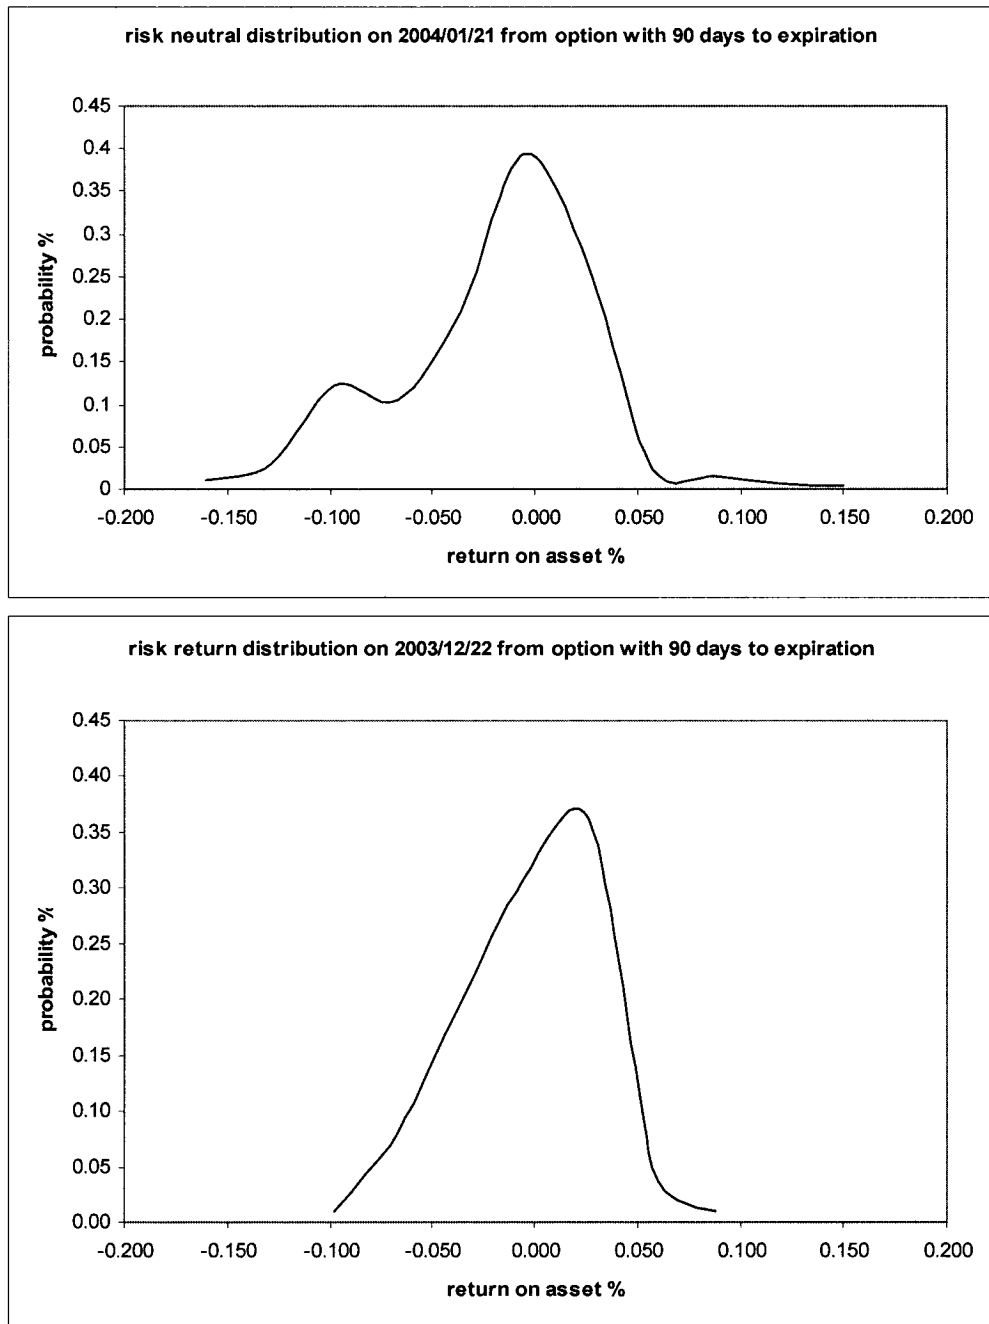 risk neutral distribution on 2004/01/21 from option with 90 days to expiration
0.45
0.4
0.35
0.3
0.25
0.2
0.15
0.1
0.05
0
probability %
-0.200 -0.150 -0.100 -0.050 0.000 0.050 0.100 0.150 0.200
return on asset %
risk return distribution on 2003/12/22 from option with 90 days to expiration
0.45
0.40
0.35
0.30
0.25
0.20
0.15
0.10
0.05
0.00
probability %
-0.200 -0.150 -0.100 -0.050 0.000 0.050 0.100 0.150 0.200
return on asset %